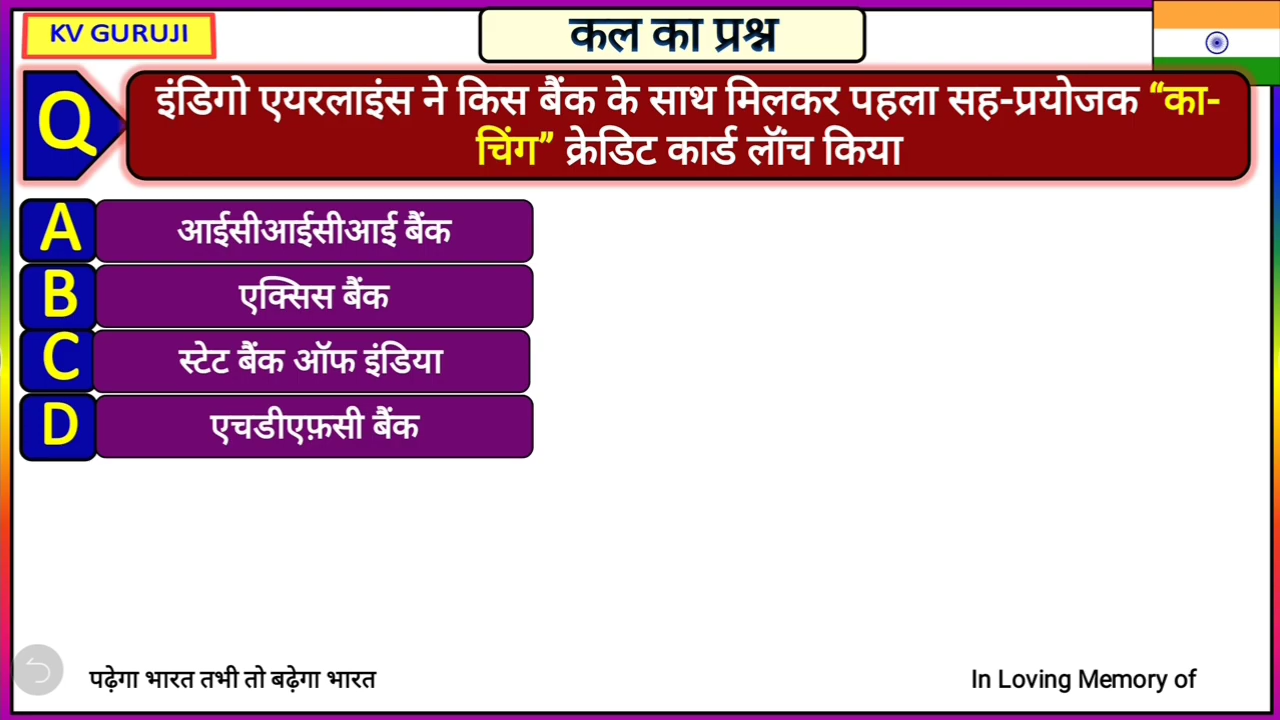 KV GURUJI
कल का प्रश्न
Q
इंडिगो एयरलाइंस ने किस बैंक के साथ मिलकर पहला सह-प्रयोजक “का-
चिंग” क्रेडिट कार्ड लॉंच किया
A
आईसीआईसीआई बैंक
B
एक्सिस बैंक
C
स्टेट बैंक ऑफ इंडिया
D
एचडीएफ़सी बैंक
पढ़ेगा भारत तभी तो बढ़ेगा भारत
In Loving Memory of